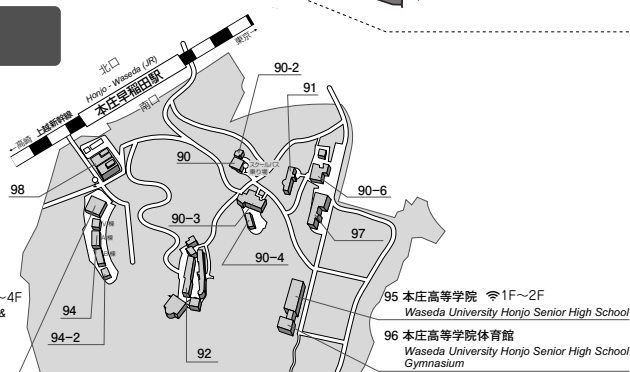 東京
北口
Honjo - Waseda (JR)
本庄早稲田駅
南口
上越新幹線
高崎
90-2
91
90
スクールバス
乗り場
98
90-6
90-3
97
90-4
94
94-2
92
~4F
&
95 本庄高等学院 1F~2F
Waseda University Honjo Senior High School
96 本庄高等学院体育館
Waseda University Honjo Senior High School
Gymnasium